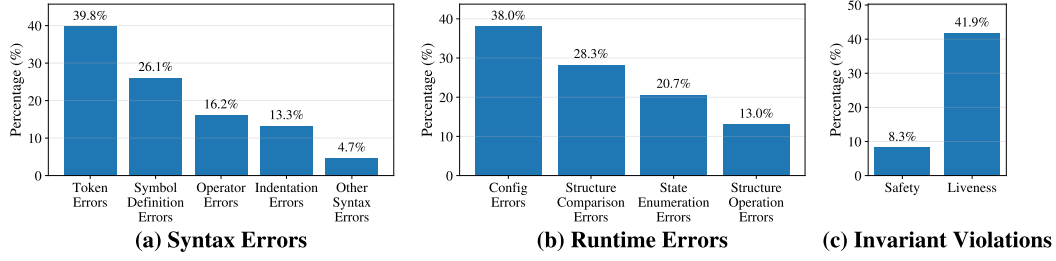 Percentage (%)
40
30
20
10
0
39.8%
26.1%
16.2%
13.3%
4.7%
Token
Errors
Symbol
Definition
Errors
Operator
Errors
Indentation
Errors
Other
Syntax
Errors
(a) Syntax Errors
Percentage (%)
40
30
20
10
0
38.0%
28.3%
20.7%
13.0%
Config
Errors
Structure
Comparison
Errors
State
Enumeration
Errors
Structure
Operation
Errors
(b) Runtime Errors
Percentage (%)
50
40
30
20
10
0
8.3%
41.9%
Safety
Liveness
(c) Invariant Violations